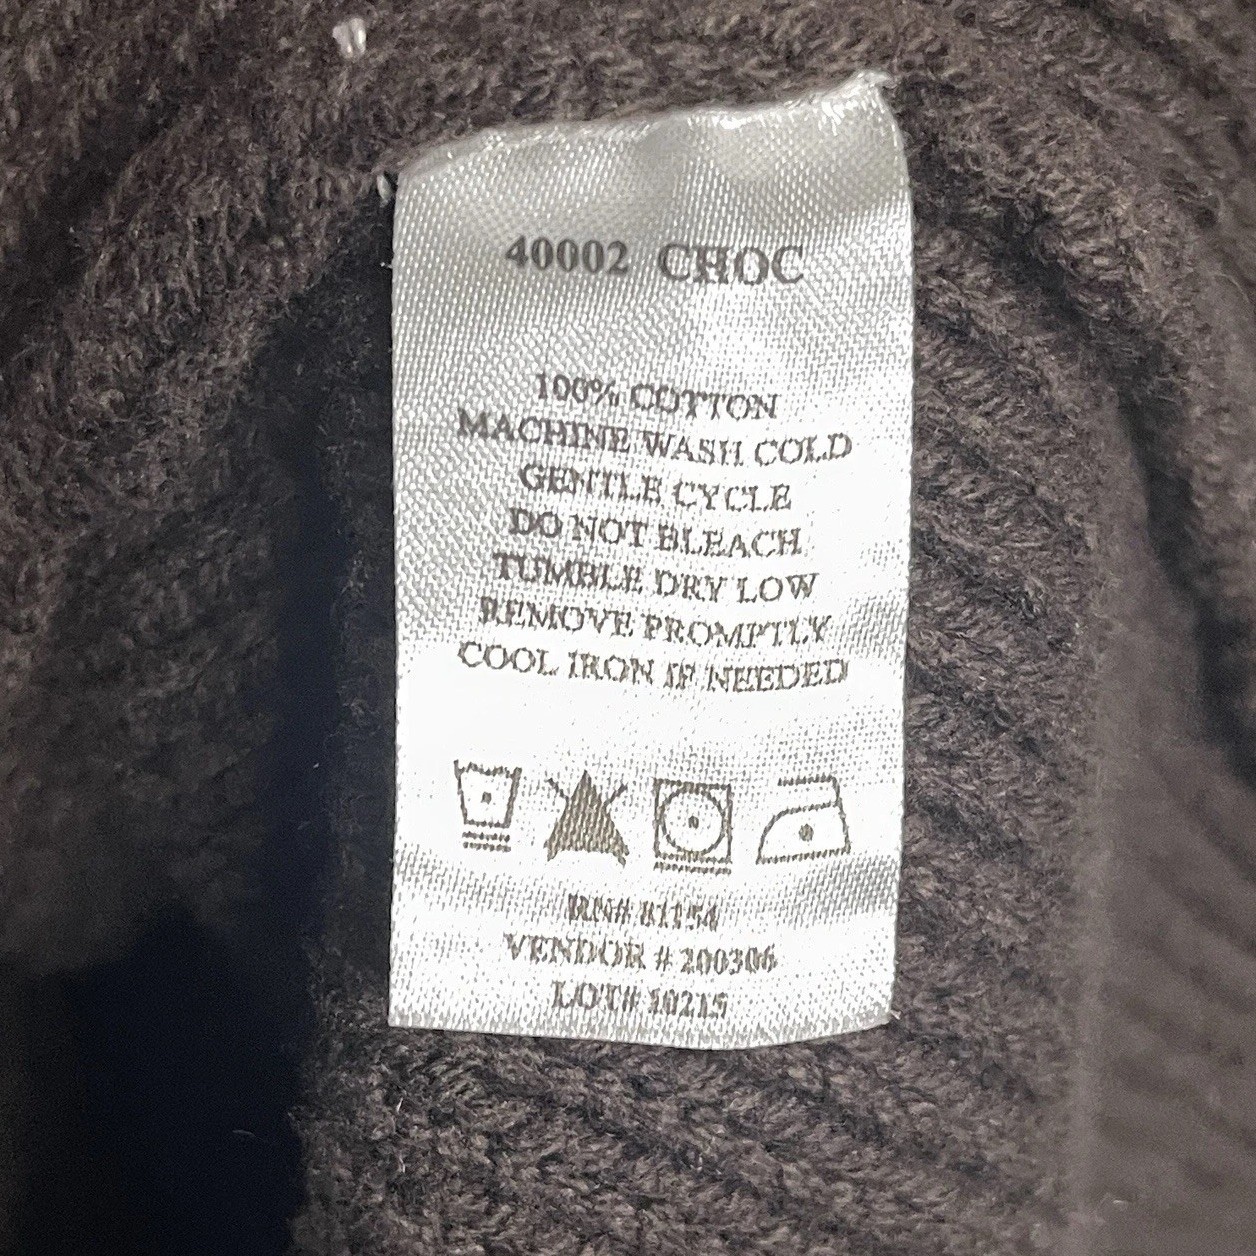 40002 CHOC
100% COTTON
MACHINE WASH COLD
GENTLE CYCLE
DO NOT BLEACH
TUMBLE DRY LOW
REMOVE PROMPTLY
COOL IRON IF NEEDED
RN# 81154
VENDOR # 200306
LOT# 10215